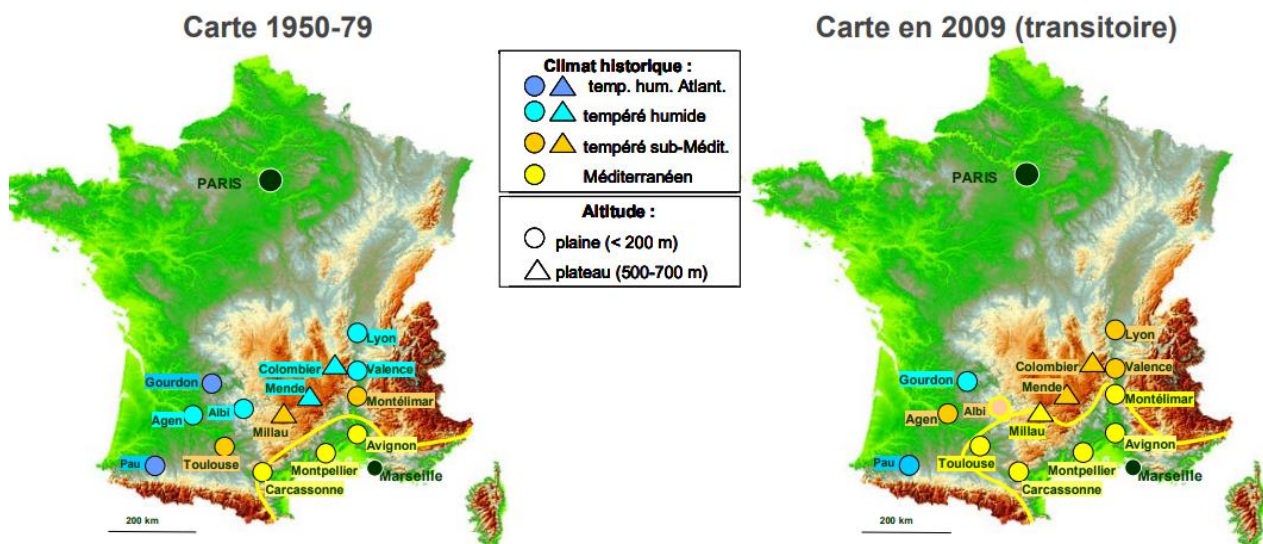 Carte 1950-79
PARIS
Lyon
Colombier
Valence
Gourdon
Mende
Montélimar
Agen
Albi
Millau
Avignon
Pau
Toulouse
Montpellier
Marseille
Carcassonne
200 km
Climat historique :
temp. hum. Atlant.
tempéré humide
tempéré sub-Médit.
Méditerranéen
Altitude :
plaine (< 200 m)
plateau (500-700 m)
Carte en 2009 (transitoire)
PARIS
Lyon
Colombier
Valence
Gourdon
Mende
Montélimar
Agen
Albi
Millau
Avignon
Pau
Toulouse
Montpellier
Marseille
Carcassonne
200 km